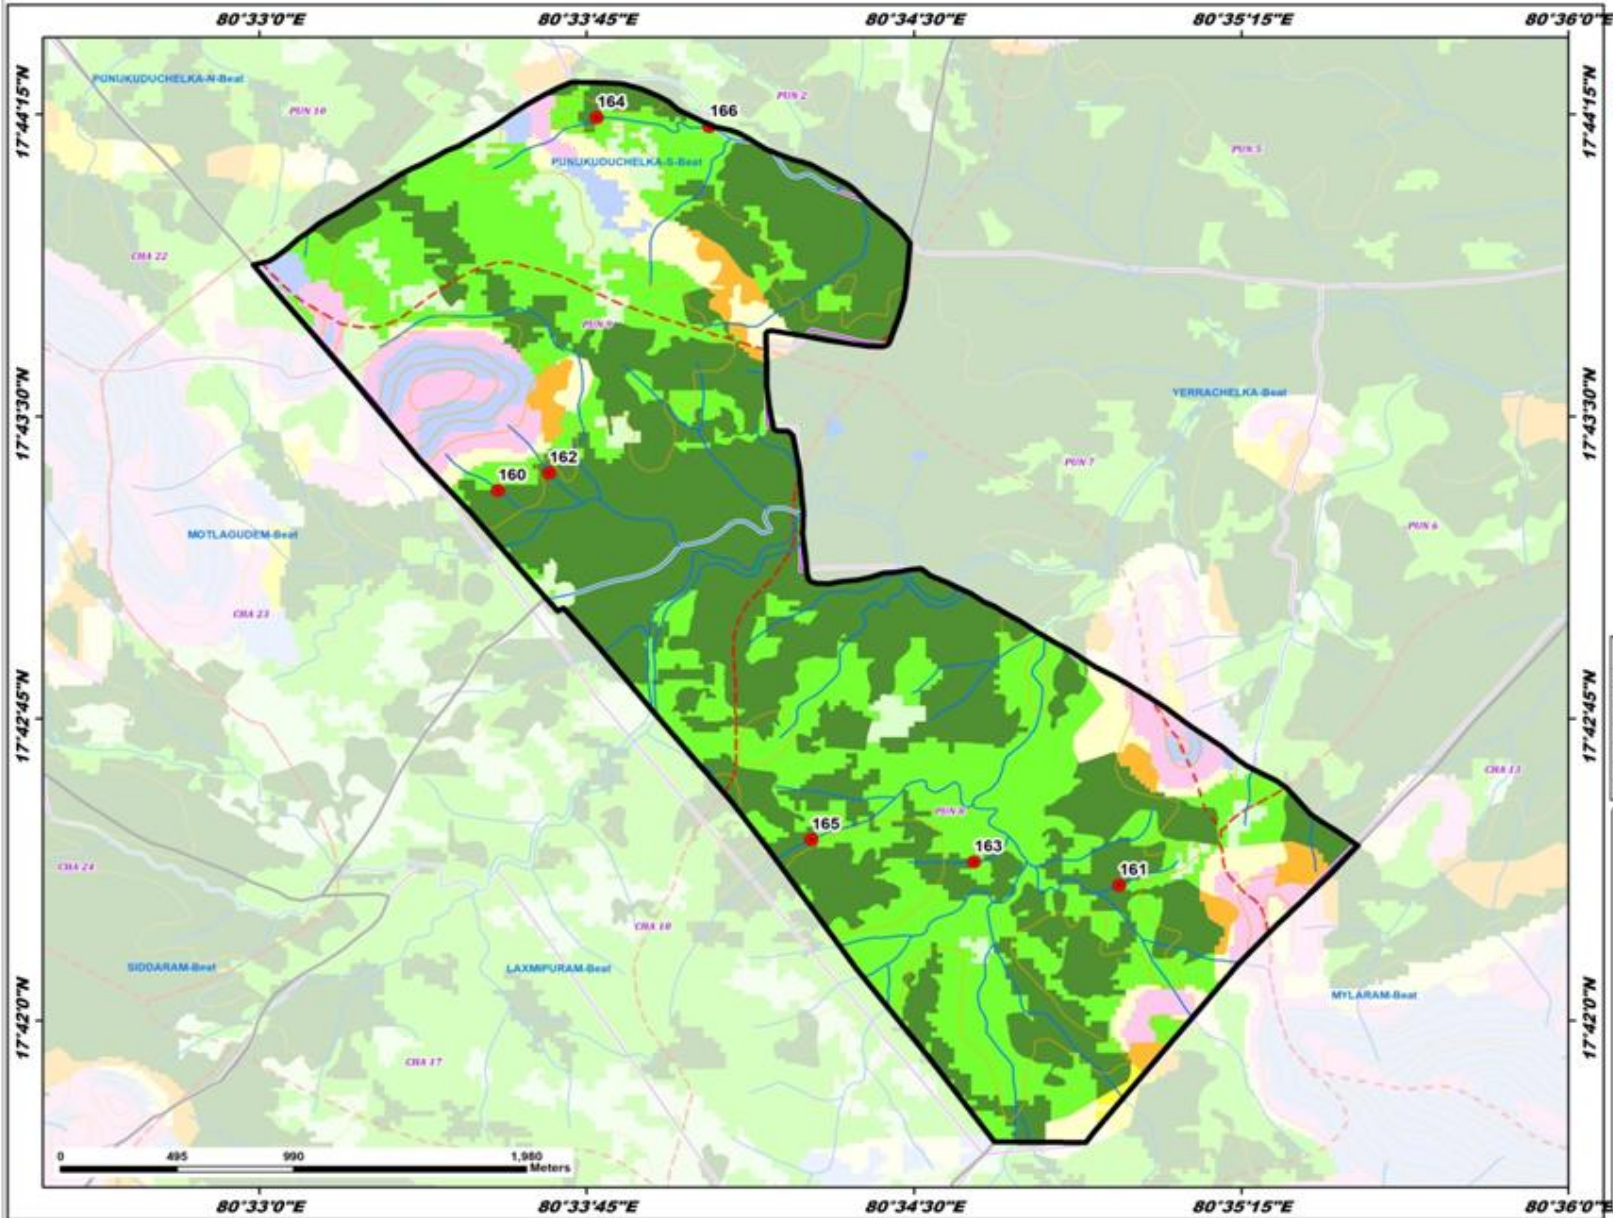 80°33'0"E 80°33'45"E 80°34'30"E 80°35'15"E 80°36'0"E
PUNUKUDUCHELKA-N-Beat
PUN 10
164
PUN 2
166
17°44'15"N
17°44'15"N
PUN 5
PUNUKUDUCHELKA-S-Beat
CHA 22
PUN 9
YERRACHELKA-Beat
17°43'30"N
17°43'30"N
162
160
PUN 7
PUN 6
MOTLAGUDEM-Beat
CHA 23
17°42'45"N
17°42'45"N
CHA 13
PUN 8
165
163
161
CHA 24
CHA 18
SIDDARAM-Beat
LAXMIPURAM-Beat
MYLARAM-Beat
17°42'0"N
17°42'0"N
CHA 17
0 495 990 1,980
Meters
80°33'0"E 80°33'45"E 80°34'30"E 80°35'15"E 80°36'0"E